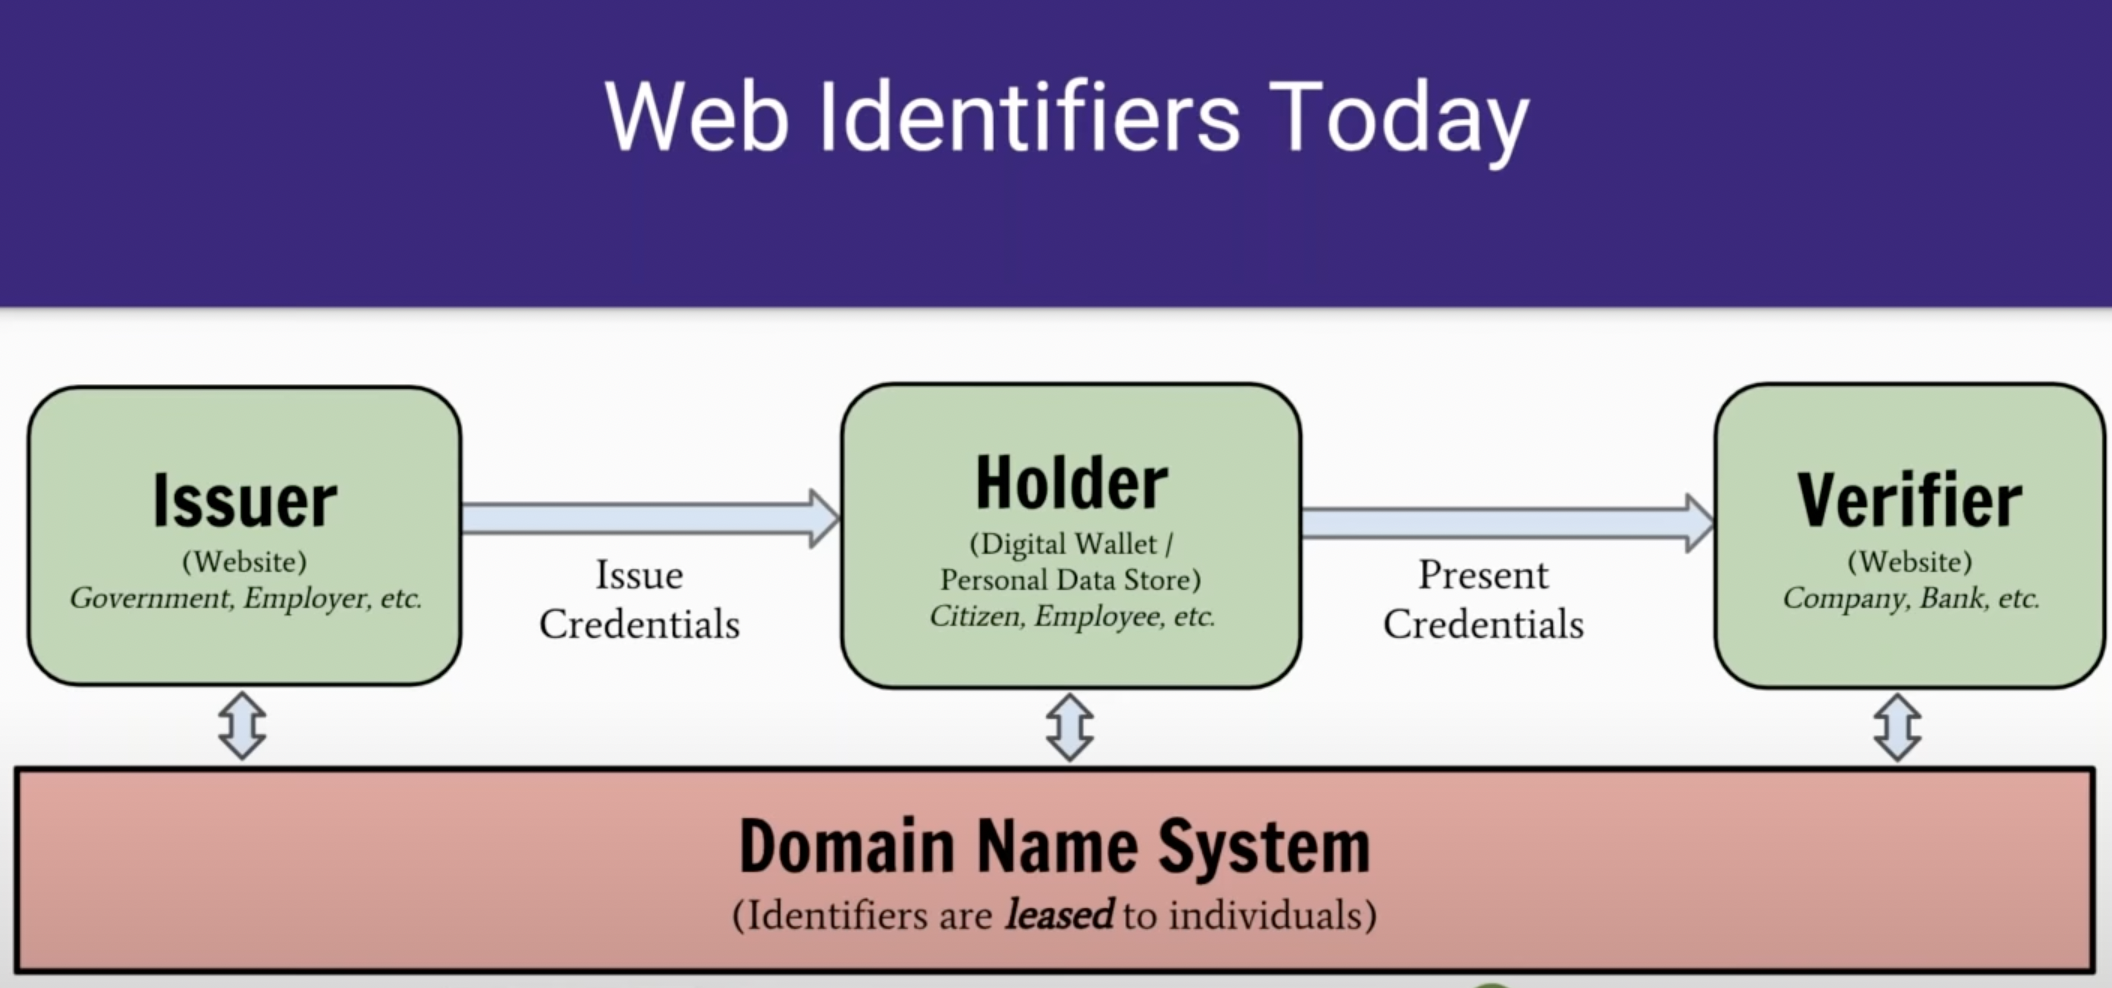 Web Identifiers Today
Issuer
(Website)
Government, Employer, etc.
Issue
Credentials
Holder
(Digital Wallet /
Personal Data Store)
Citizen, Employee, etc.
Present
Credentials
Verifier
(Website)
Company, Bank, etc.
Domain Name System
(Identifiers are leased to individuals)